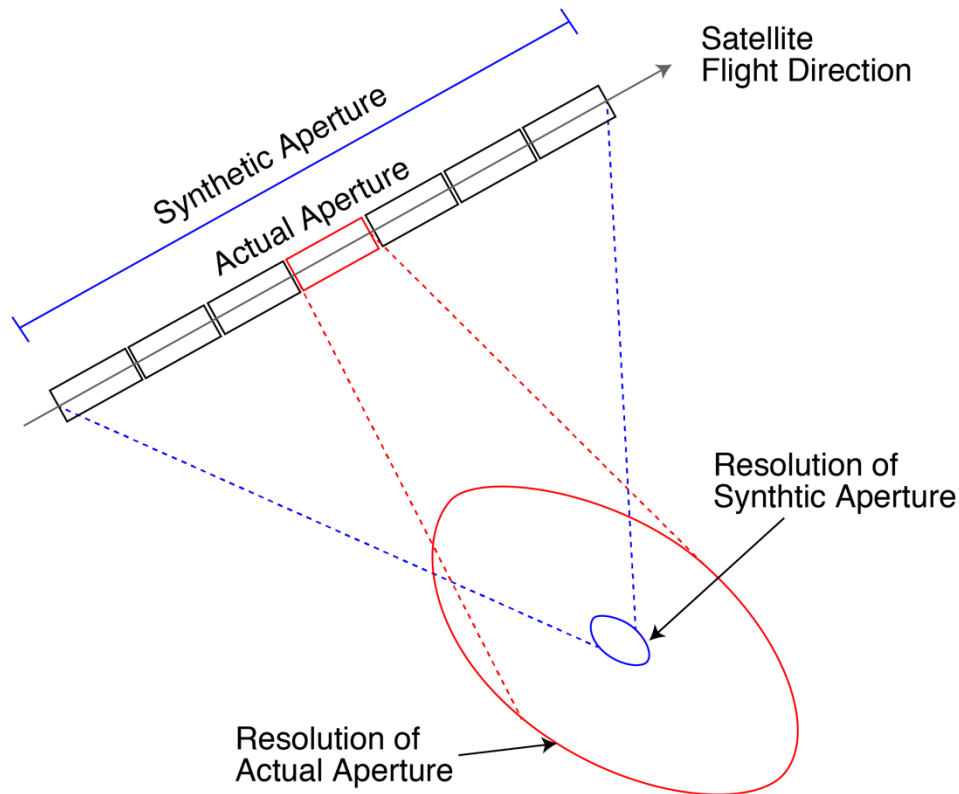 Satellite
Flight Direction
Synthetic Aperture
Actual Aperture
Resolution of
Synthtic Aperture
Resolution of
Actual Aperture